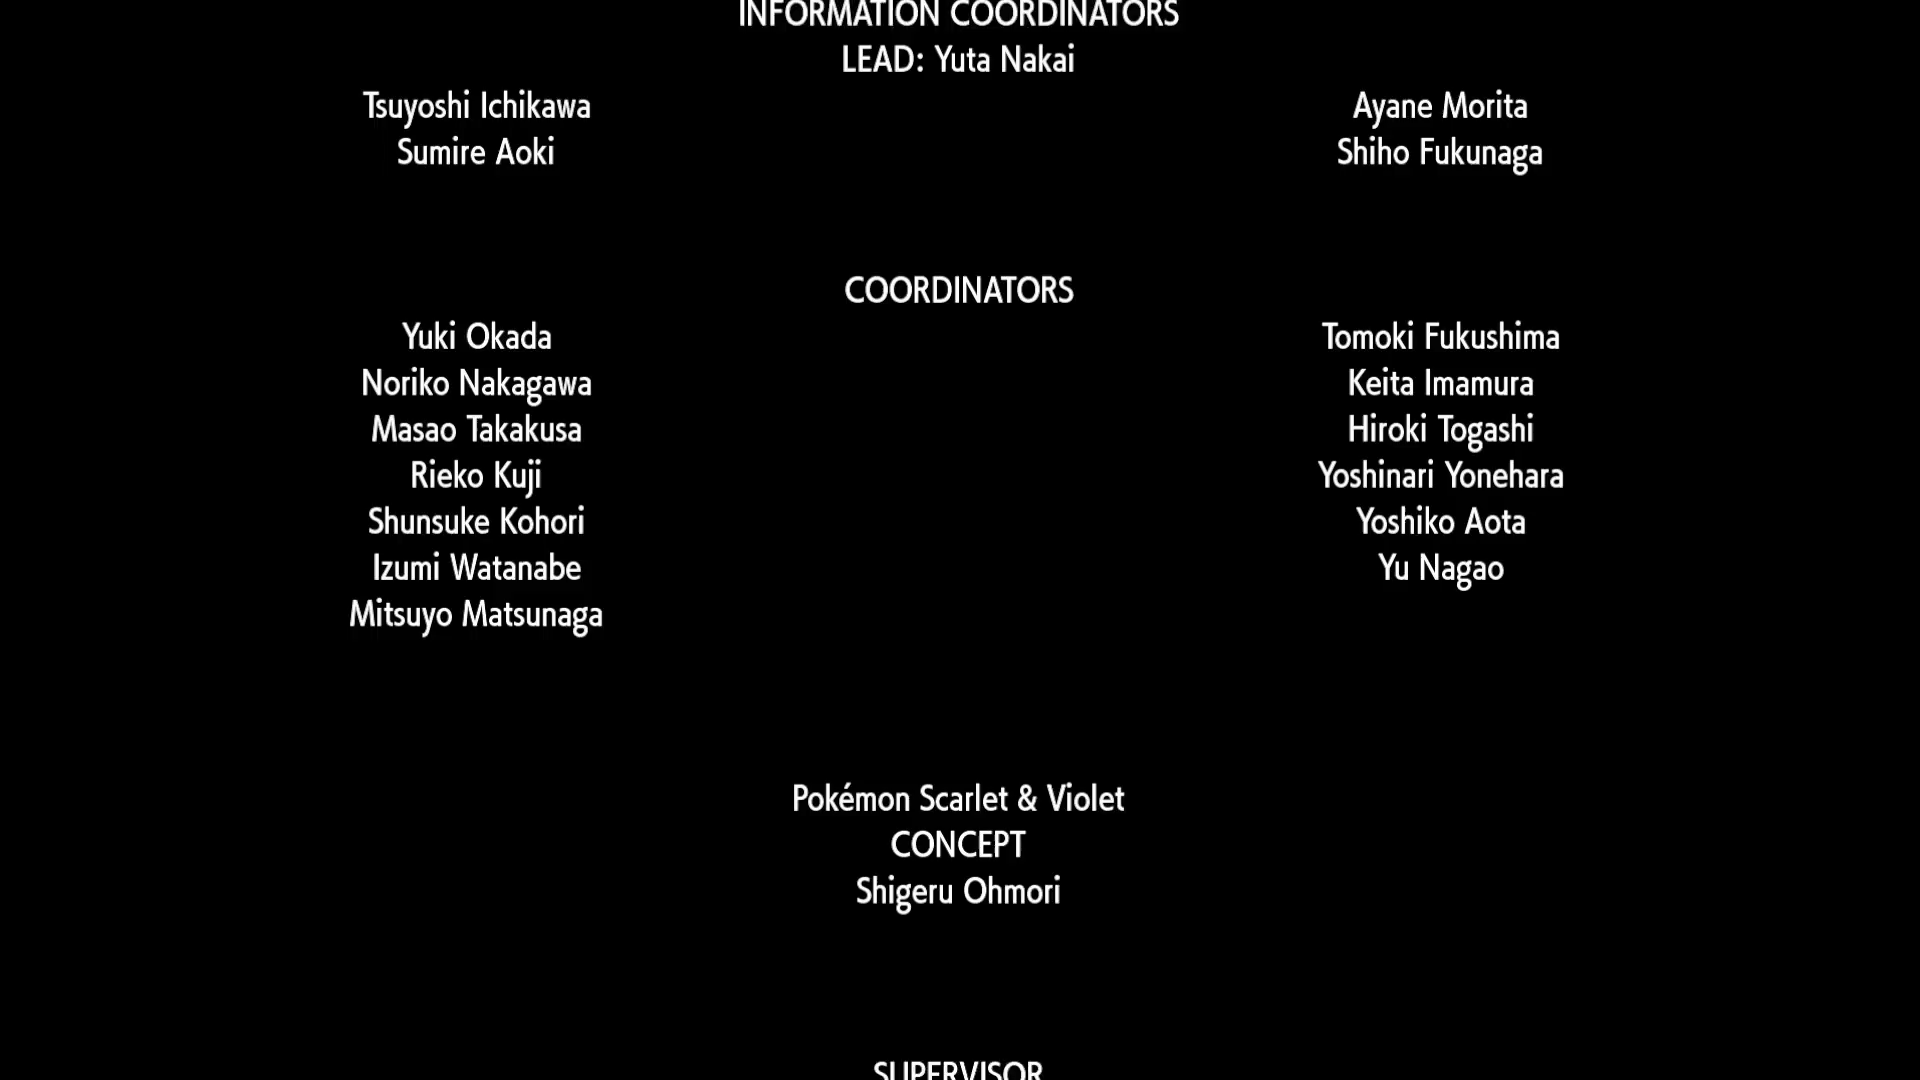 INFORMATION COORDINATORS
LEAD: Yuta Nakai
Tsuyoshi Ichikawa
Ayane Morita
Sumire Aoki
Shiho Fukunaga
COORDINATORS
Yuki Okada
Tomoki Fukushima
Noriko Nakagawa
Keita Imamura
Masao Takakusa
Hiroki Togashi
Rieko Kuji
Yoshinari Yonehara
Shunsuke Kohori
Yoshiko Aota
Izumi Watanabe
Yu Nagao
Mitsuyo Matsunaga
Pokémon Scarlet & Violet
CONCEPT
Shigeru Ohmori
SUPERVISOR